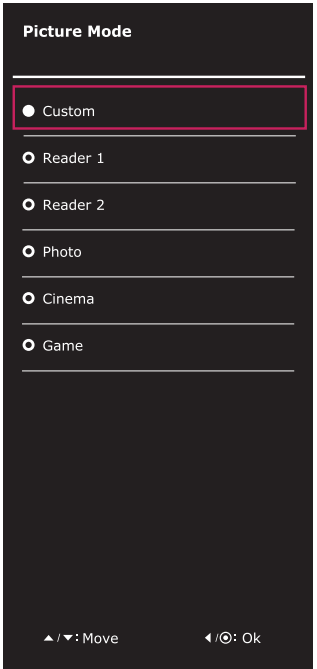 Picture Mode
Custom
Reader 1
Reader 2
Photo
Cinema
Game
▲/▼: Move ◀/◉: Ok